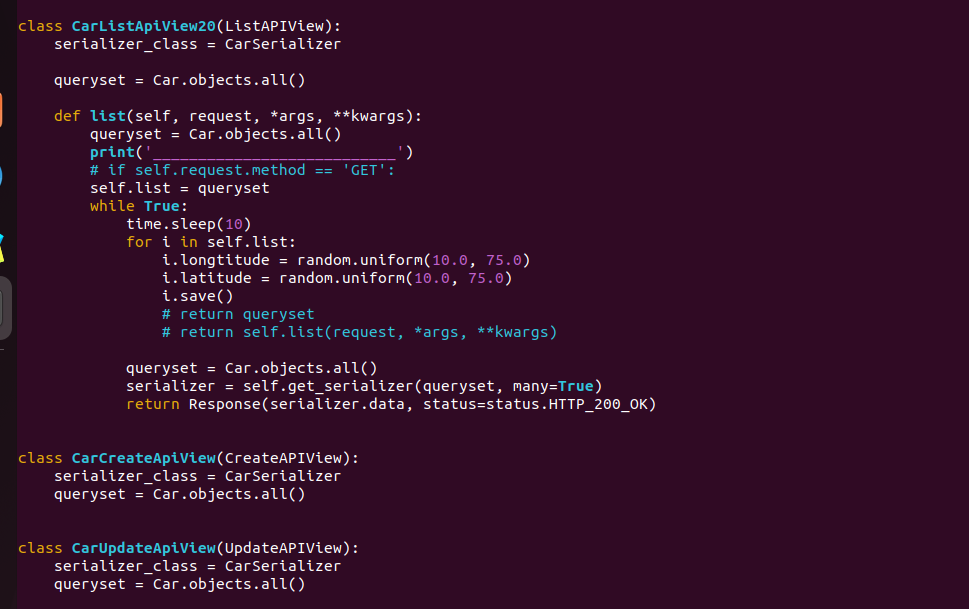 class CarListApiView20(ListAPIView):
    serializer_class = CarSerializer

    queryset = Car.objects.all()

    def list(self, request, *args, **kwargs):
        queryset = Car.objects.all()
        print('___________________________')
        # if self.request.method == 'GET':
        self.list = queryset
        while True:
            time.sleep(10)
            for i in self.list:
                i.longtitude = random.uniform(10.0, 75.0)
                i.latitude = random.uniform(10.0, 75.0)
                i.save()
                # return queryset
                # return self.list(request, *args, **kwargs)

            queryset = Car.objects.all()
            serializer = self.get_serializer(queryset, many=True)
            return Response(serializer.data, status=status.HTTP_200_OK)


class CarCreateApiView(CreateAPIView):
    serializer_class = CarSerializer
    queryset = Car.objects.all()


class CarUpdateApiView(UpdateAPIView):
    serializer_class = CarSerializer
    queryset = Car.objects.all()